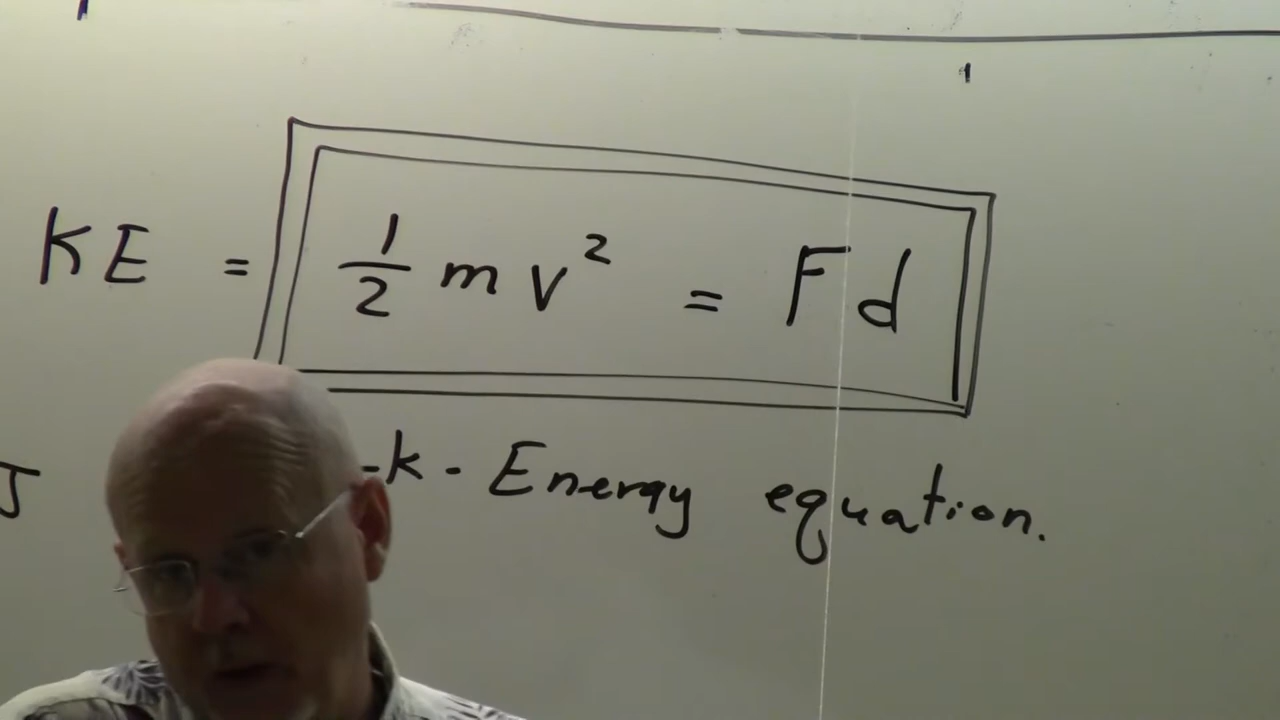 KE = 1/2 mv² = Fd
J -k-Energy equation.